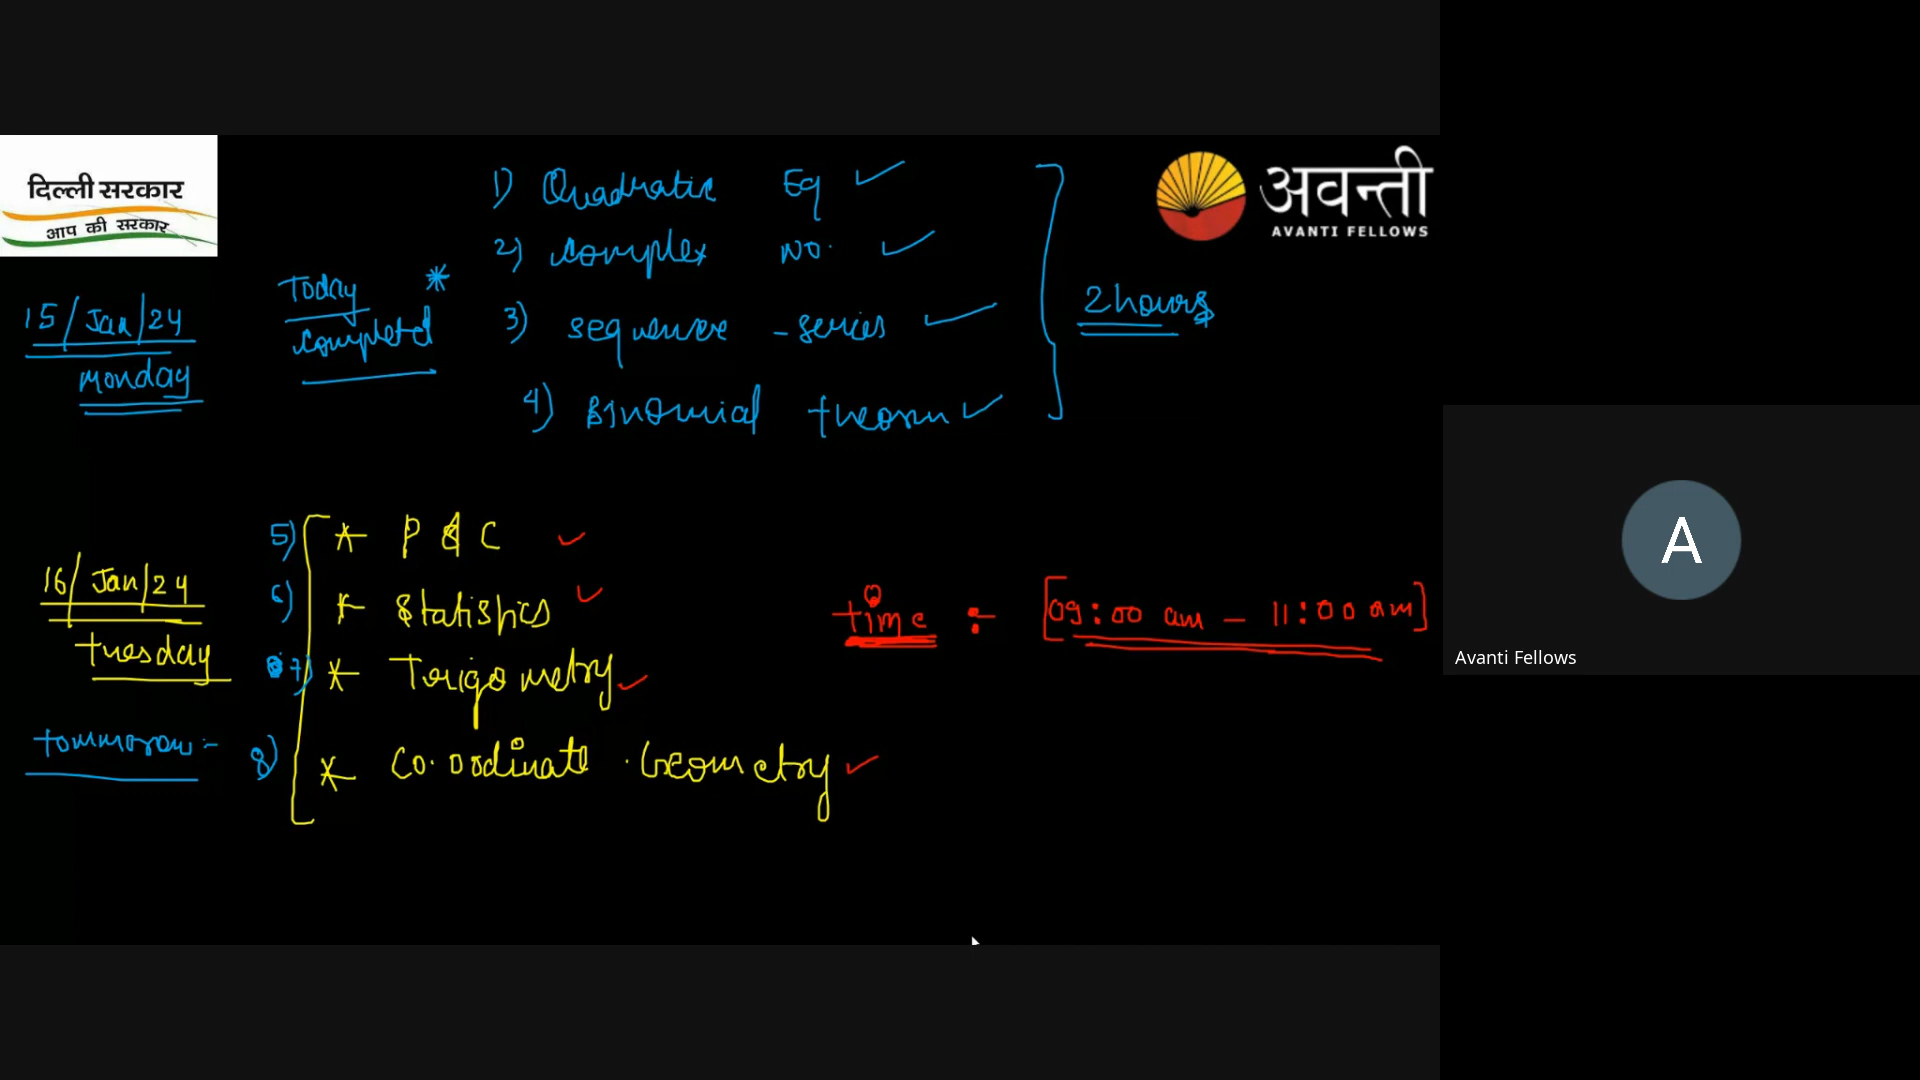 दिल्ली सरकार
आप की सरकार
अवन्ती
AVANTI FELLOWS
15/Jan/24
Monday
Today
Completed
*
1) Quadratic Eq ✓
2) Complex No. ✓
3) Sequence - Series ✓
4) Binomial theorem ✓
2 hours
16/Jan/24
tuesday
tommorow :-
5) * P & C ✓
6) * Statistics ✓
7) * Trigometry ✓
8) * Co.ordinate Geometry ✓
time :- [09:00 am - 11:00 am]
A
Avanti Fellows